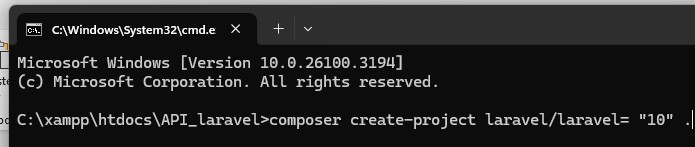 C:\Windows\System32\cmd.e
Microsoft Windows [Version 10.0.26100.3194]
(c) Microsoft Corporation. All rights reserved.
C:\xampp\htdocs\API_laravel>composer create-project laravel/laravel= "10" .